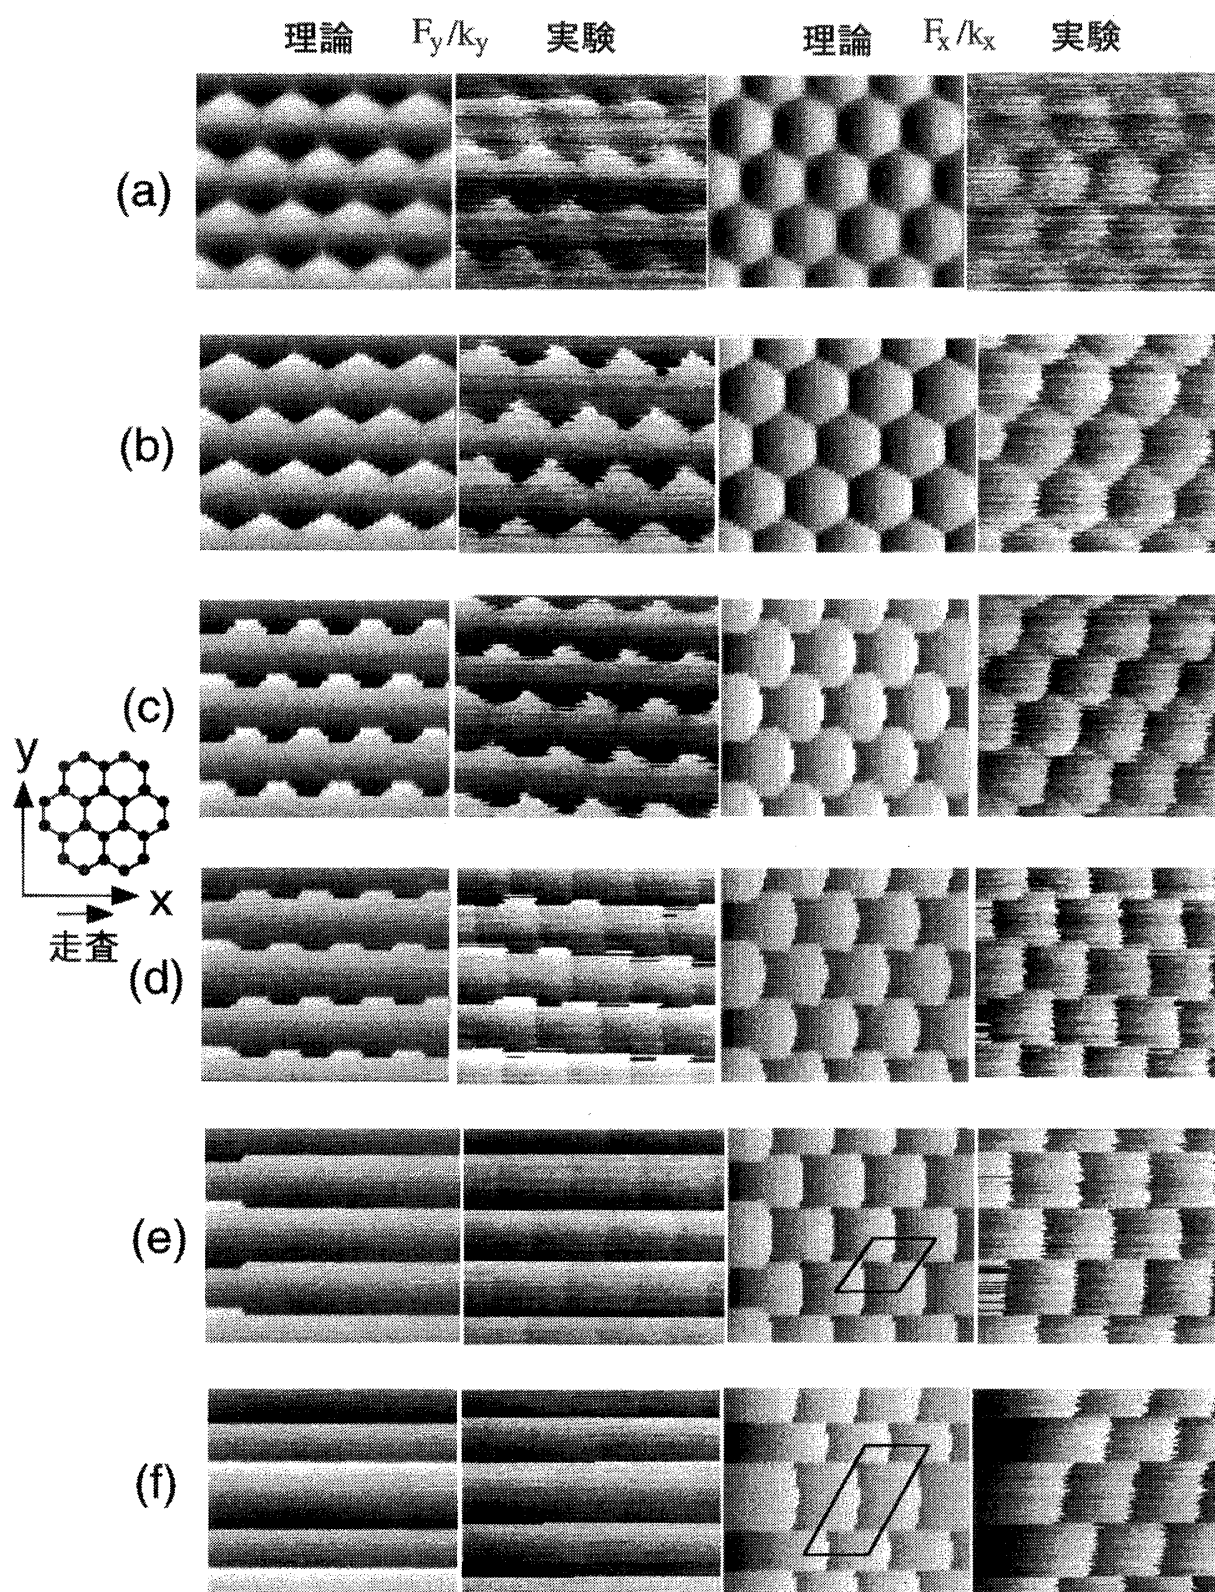 理論 F_y/k_y 実験 理論 F_x/k_x 実験
(a)
(b)
(c)
y
x
走査
(d)
(e)
(f)